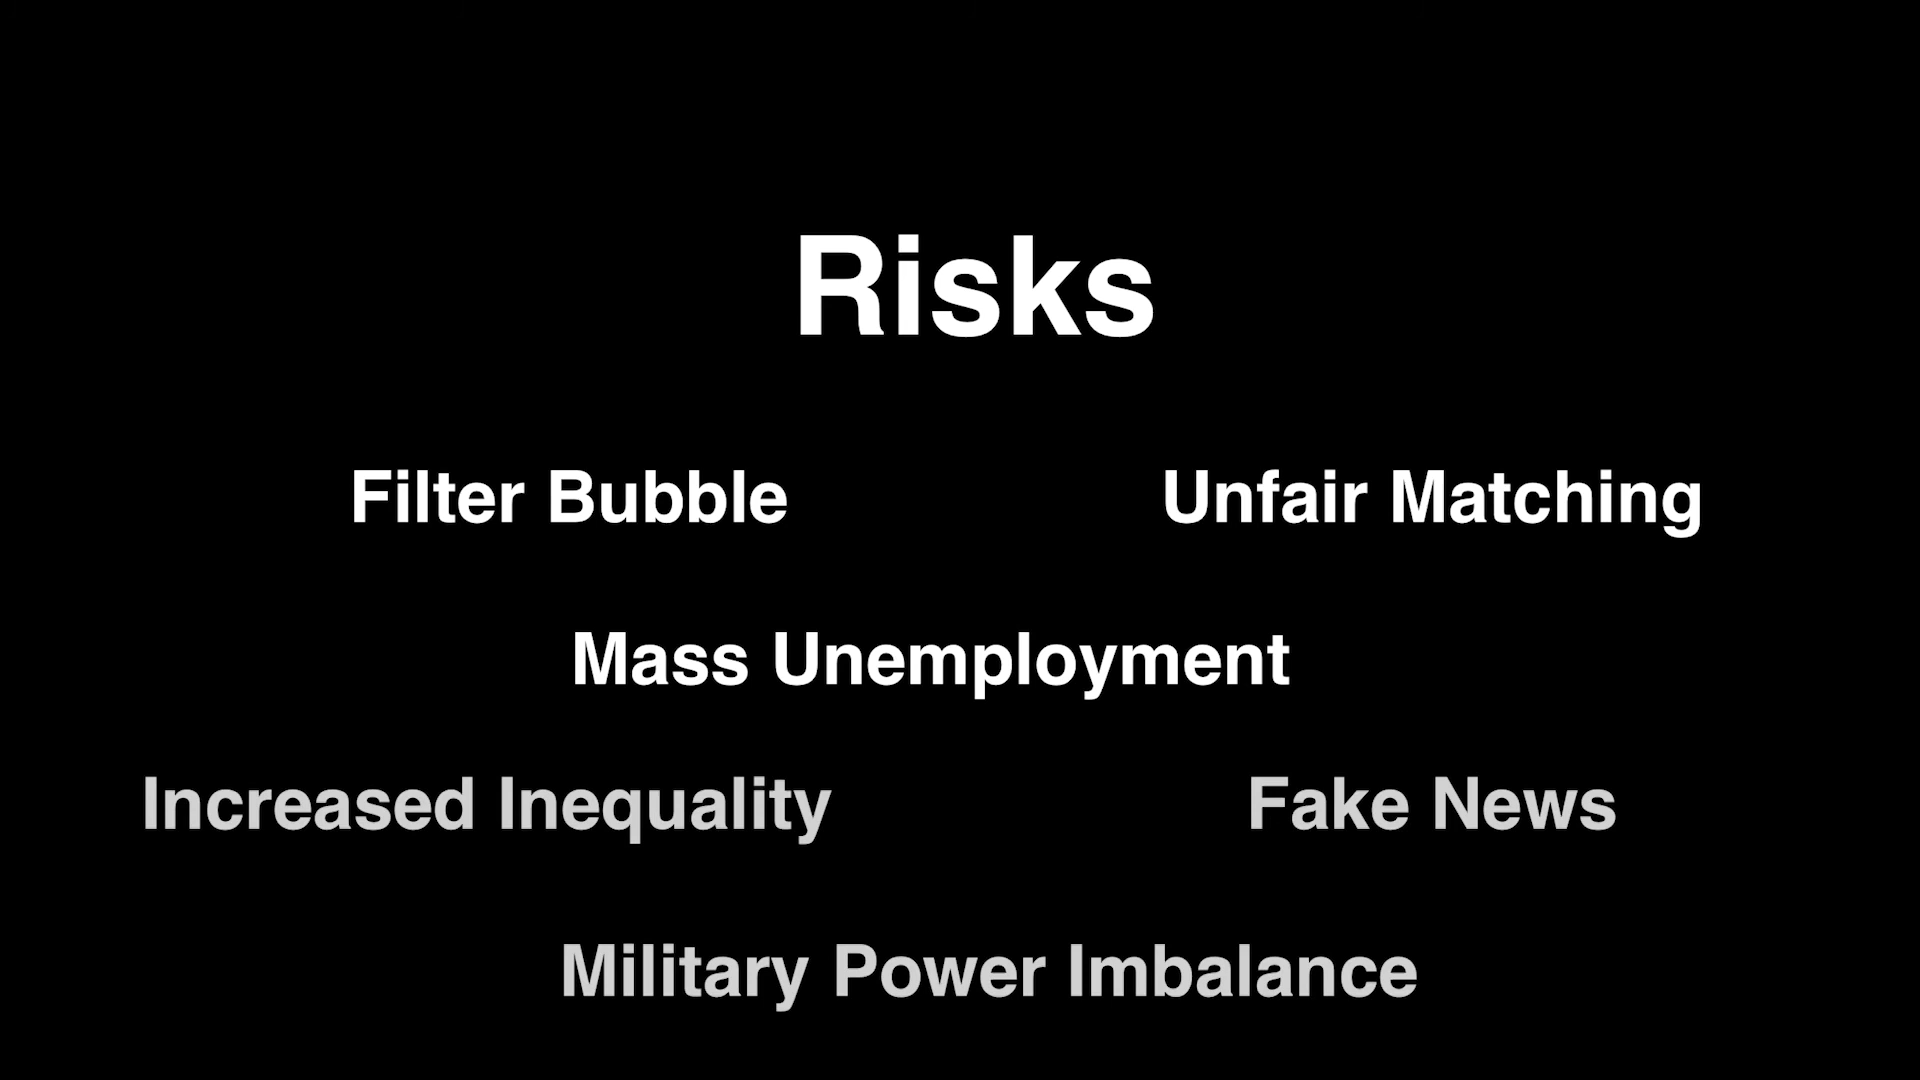 Risks
Filter Bubble
Unfair Matching
Mass Unemployment
Increased Inequality
Fake News
Military Power Imbalance